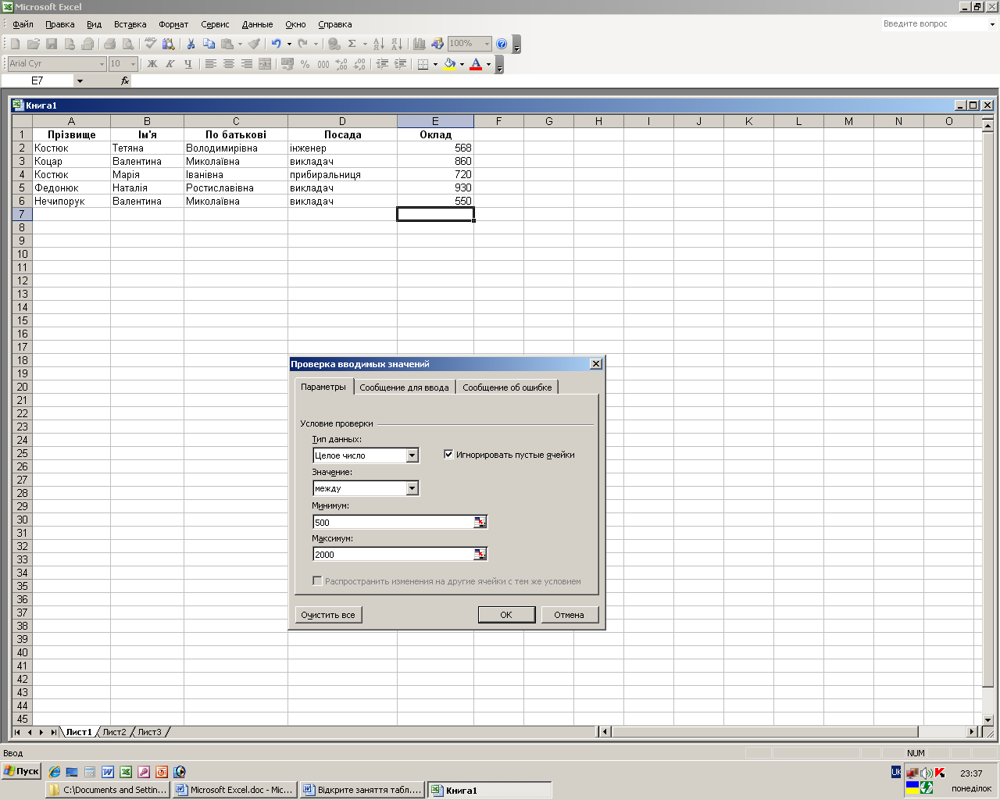 Microsoft Excel
Файл Правка Вид Вставка Формат Сервис Данные Окно Справка Введите вопрос
100%
Arial Cyr 10 Ж К Ч % 000
E7 fx
Книга1
A B C D E F G H I J K L M N O
1 Прізвище Ім'я По батькові Посада Оклад
2 Костюк Тетяна Володимирівна інженер 568
3 Коцар Валентина Миколаївна викладач 860
4 Костюк Марія Іванівна прибиральниця 720
5 Федонюк Наталія Ростиславівна викладач 930
6 Нечипорук Валентина Миколаївна викладач 550
7
8
9
10
11
12
13
14
15
16
17
18
19
20
21
22
23
24
25
26
27
28
29
30
31
32
33
34
35
36
37
38
39
40
41
42
43
44
45
Проверка вводимых значений
Параметры Сообщение для ввода Сообщение об ошибке
Условие проверки
Тип данных:
Целое число Игнорировать пустые ячейки
Значение:
между
Минимум:
500
Максимум:
2000
Распространить изменения на другие ячейки с тем же условием
Очистить все ОК Отмена
Лист1 Лист2 Лист3
Ввод NUM
Пуск UK 23:37
C:\Documents and Settin... Microsoft Excel.doc - Mic... Відкрите заняття табл.... Книга1 понеділок